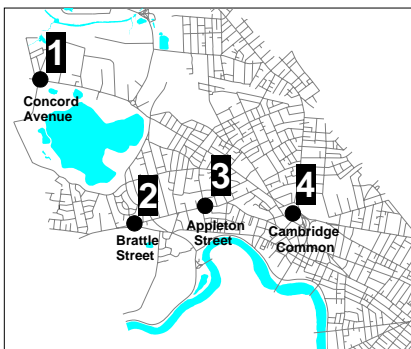 1
Concord
Avenue
2
Brattle
Street
3
Appleton
Street
4
Cambridge
Common